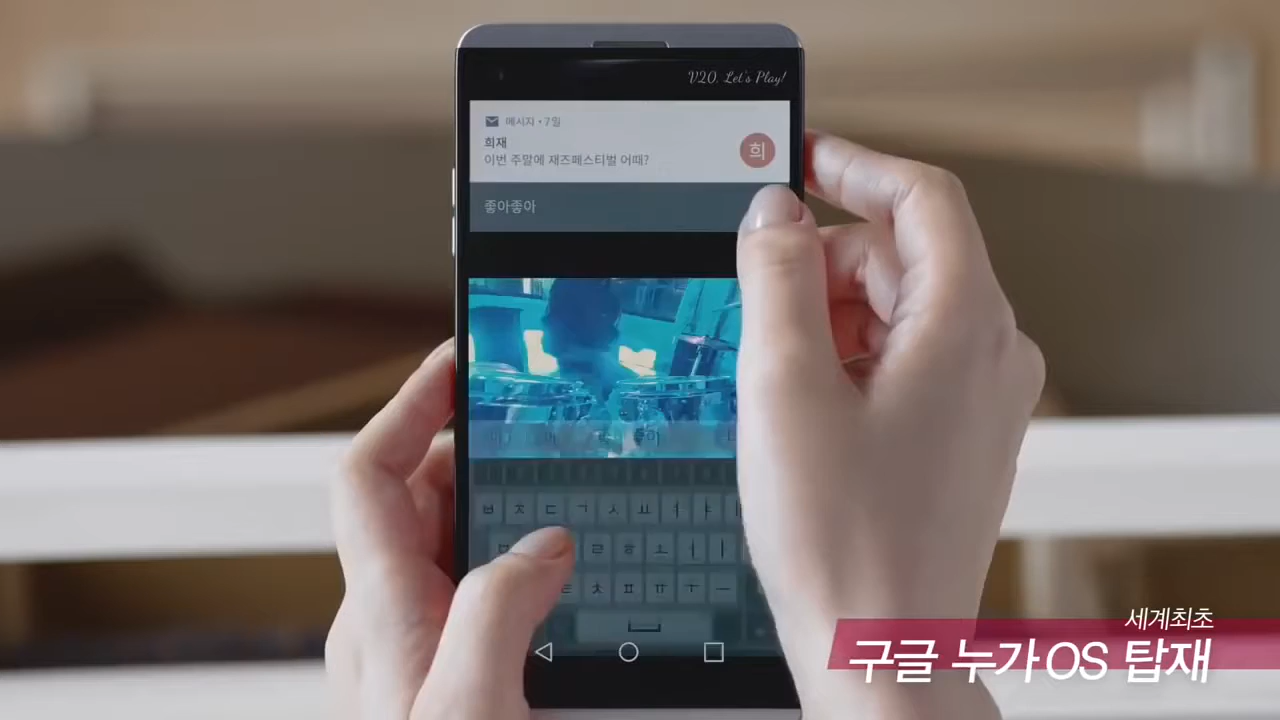 V20, Let's Play!
메시지 • 7일
희재
이번 주말에 재즈페스티벌 어때?
희
좋아좋아
ㅂ ㅈ ㄷ ㄱ ㅅ ㅛ ㅕ ㅑ
ㄹ ㅎ ㅗ ㅓ ㅣ
ㅊ ㅍ ㅠ ㅜ ㅡ
세계최초
구글 누가 OS 탑재